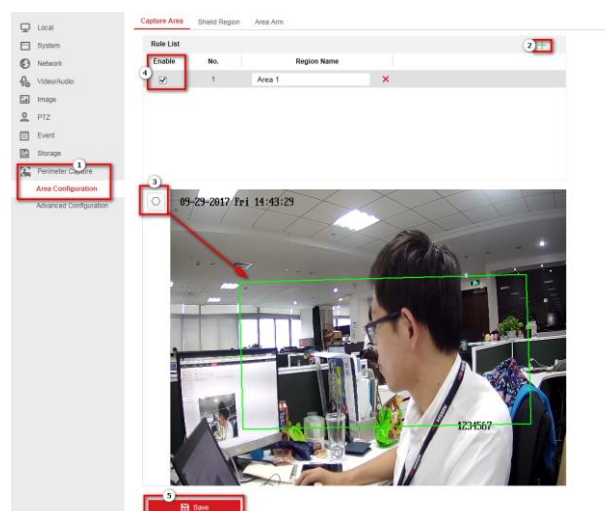 Capture Area Shield Region Area Arm
Local
System
Network
Video/Audio
Image
PTZ
Event
Storage
Perimeter Capture
Area Configuration
Advanced Configuration
1
Rule List
2
Enable No. Region Name
4
1 Area 1
3
09-29-2017 Fri 14:43:29
1234567
5
Save